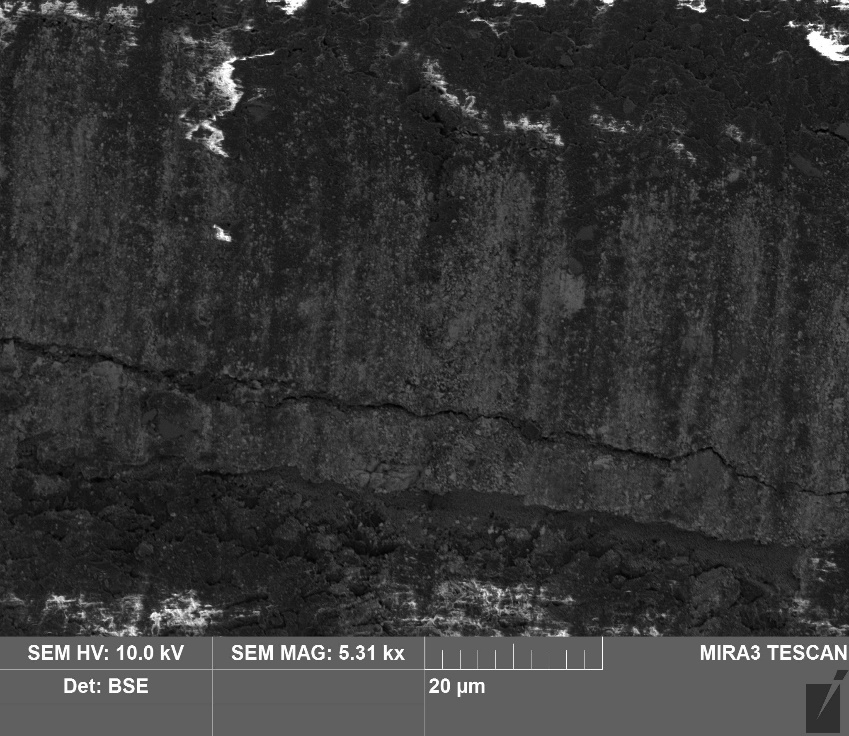 SEM HV: 10.0 kV
SEM MAG: 5.31 kx
MIRA3 TESCAN
Det: BSE
20 µm